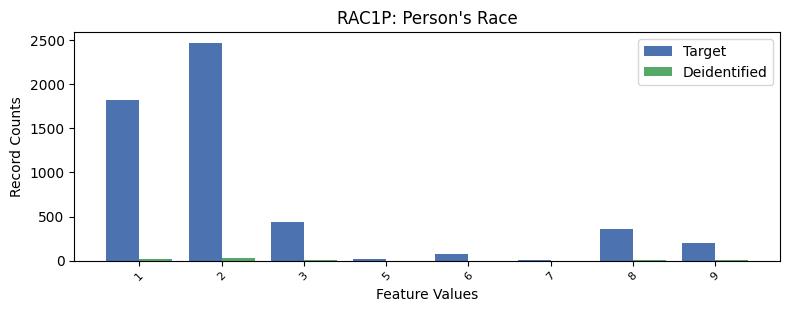 RAC1P: Person's Race
Target
Deidentified
Record Counts
2500
2000
1500
1000
500
0
1 2 3 5 6 7 8 9
Feature Values